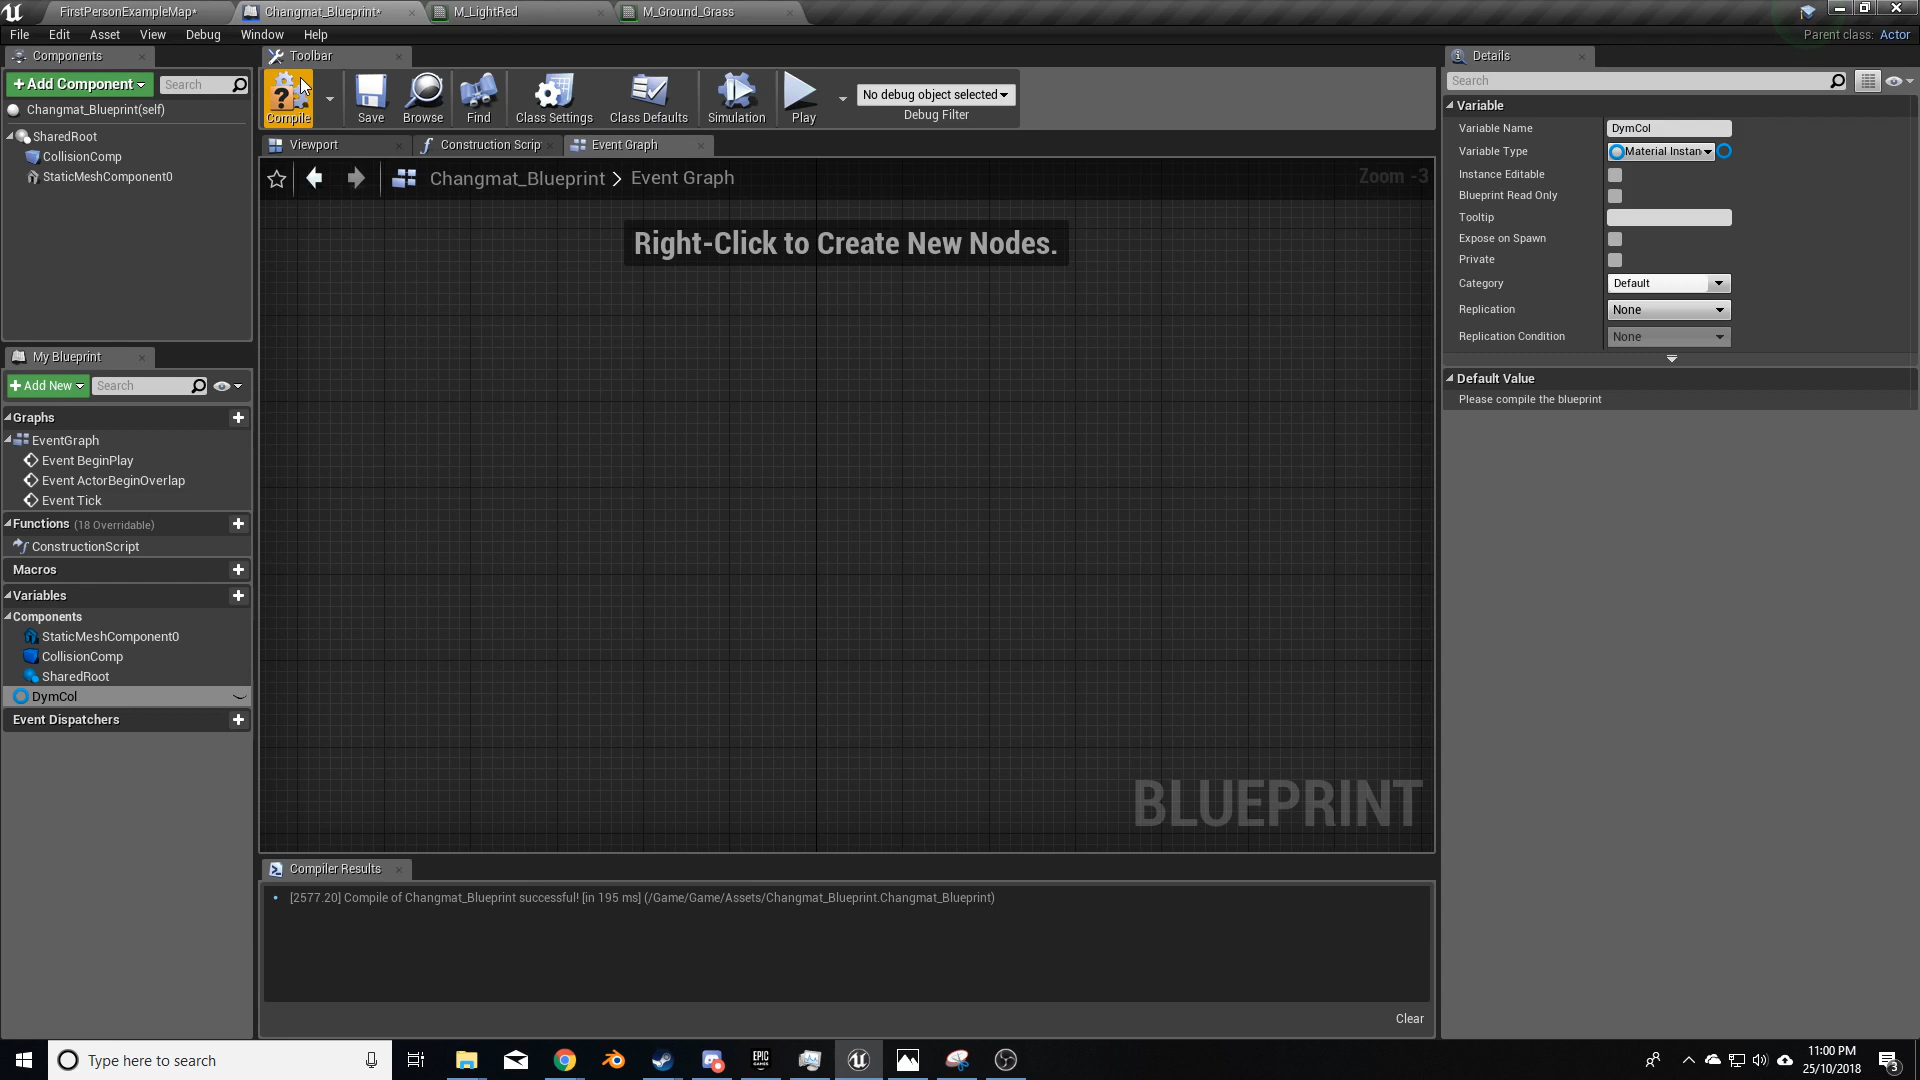 FirstPersonExampleMap*
Changmat_Blueprint*
M_LightRed
M_Ground_Grass
File Edit Asset View Debug Window Help
Parent class: Actor
Components
Toolbar
Details
+ Add Component
Search
Changmat_Blueprint(self)
SharedRoot
CollisionComp
StaticMeshComponent0
Compile
Save
Browse
Find
Class Settings
Class Defaults
Simulation
Play
No debug object selected
Debug Filter
Viewport
Construction Scrip
Event Graph
Changmat_Blueprint > Event Graph
Zoom -3
Right-Click to Create New Nodes.
BLUEPRINT
My Blueprint
+ Add New
Search
Graphs
EventGraph
Event BeginPlay
Event ActorBeginOverlap
Event Tick
Functions (18 Overridable)
ConstructionScript
Macros
Variables
Components
StaticMeshComponent0
CollisionComp
SharedRoot
DymCol
Event Dispatchers
Compiler Results
[2577.20] Compile of Changmat_Blueprint successful! [in 195 ms] (/Game/Game/Assets/Changmat_Blueprint.Changmat_Blueprint)
Clear
Search
Variable
Variable Name DymCol
Variable Type Material Instan
Instance Editable
Blueprint Read Only
Tooltip
Expose on Spawn
Private
Category Default
Replication None
Replication Condition None
Default Value
Please compile the blueprint
Type here to search
EPIC GAMES
11:00 PM
25/10/2018
3